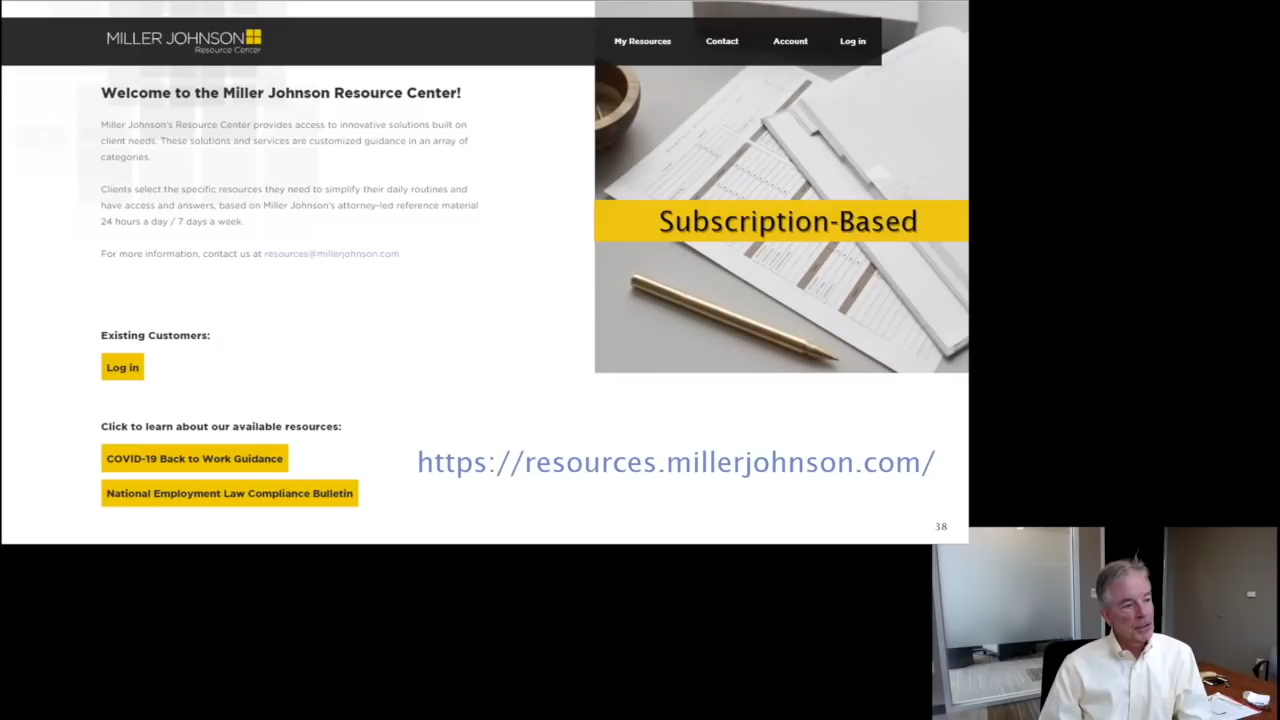 MILLER JOHNSON
Resource Center
My Resources Contact Account Log in
Welcome to the Miller Johnson Resource Center!
Miller Johnson's Resource Center provides access to innovative solutions built on
client needs. These solutions and services are customized guidance in an array of
categories.
Clients select the specific resources they need to simplify their daily routines and
have access and answers, based on Miller Johnson's attorney-led reference material
24 hours a day / 7 days a week.
For more information, contact us at resources@millerjohnson.com
Subscription-Based
Existing Customers:
Log in
Click to learn about our available resources:
COVID-19 Back to Work Guidance
National Employment Law Compliance Bulletin
https://resources.millerjohnson.com/
38